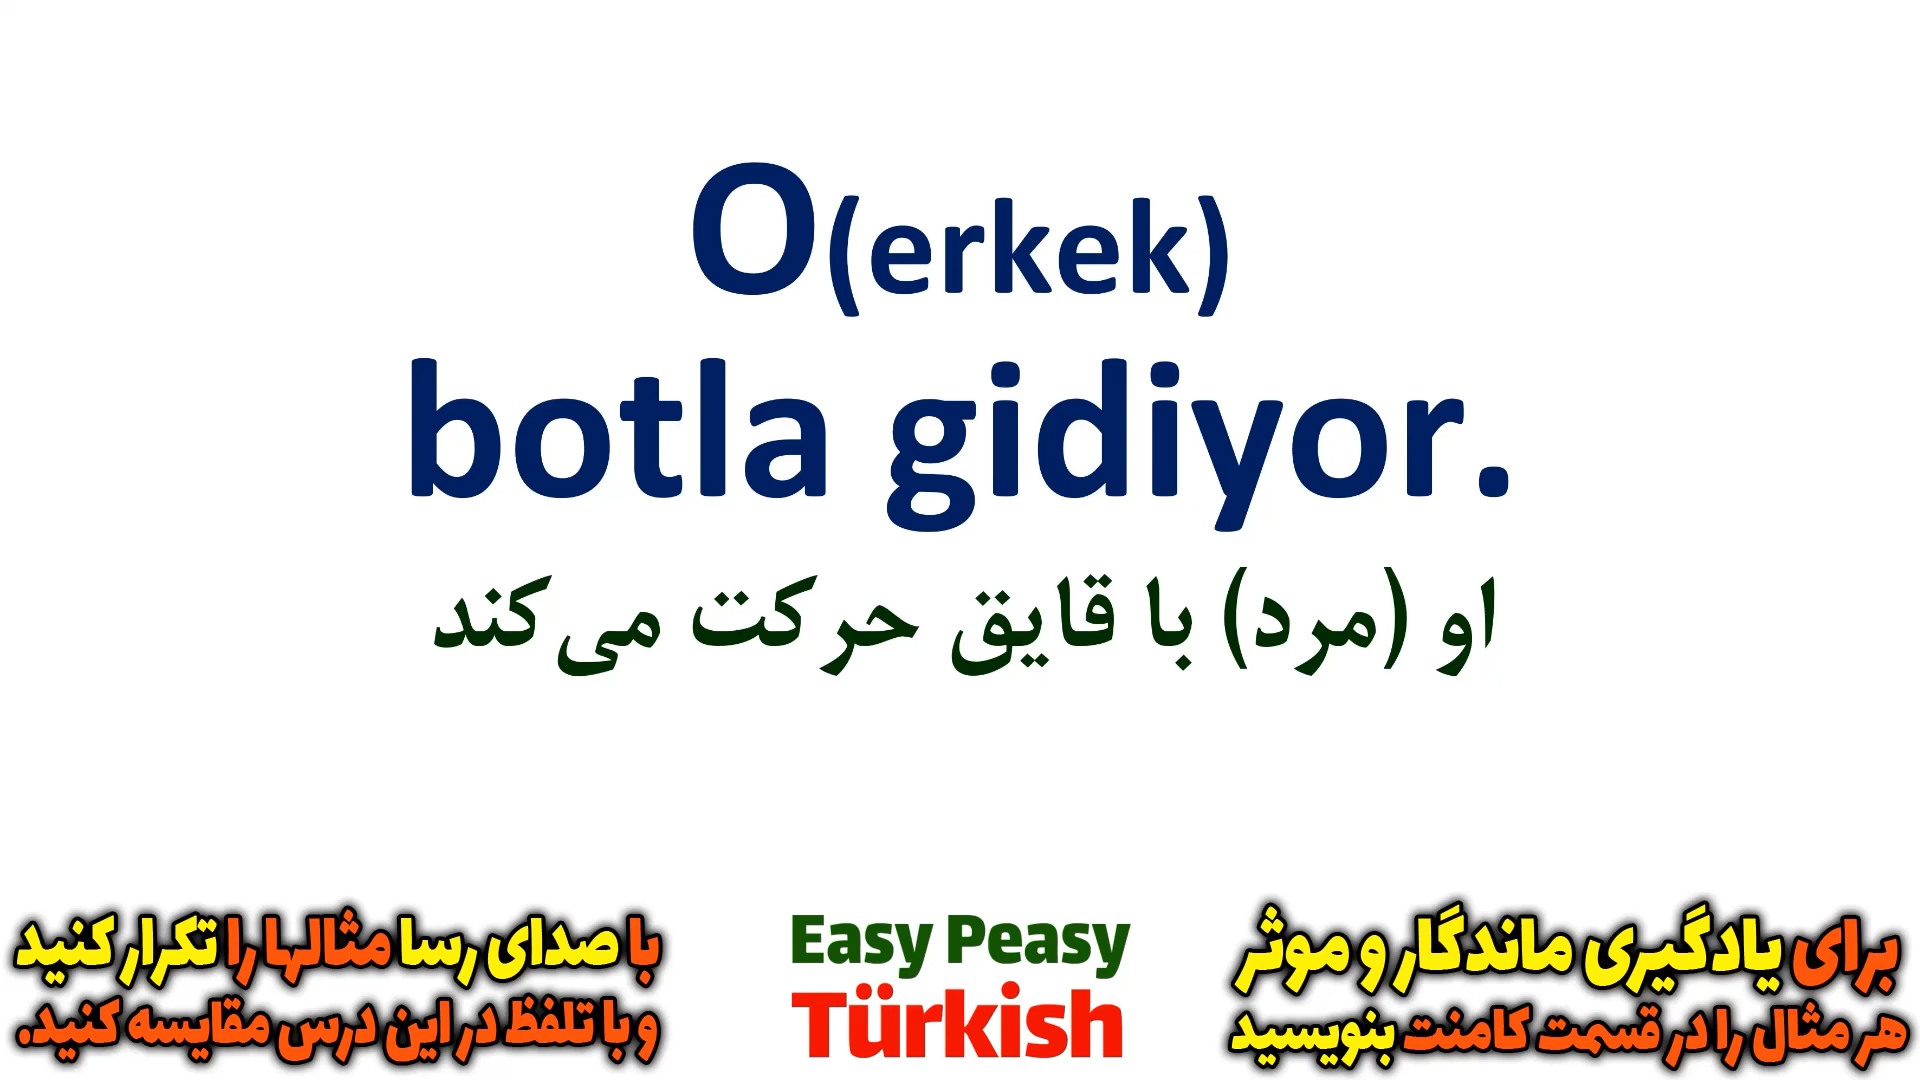 O(erkek)
botla gidiyor.
او (مرد) با قایق حرکت می‌کند
برای یادگیری ماندگار و موثر
هر مثال را در قسمت کامنت بنویسید
Easy Peasy
Türkish
با صدای رسا مثالها را تکرار کنید
و با تلفظ در این درس مقایسه کنید.